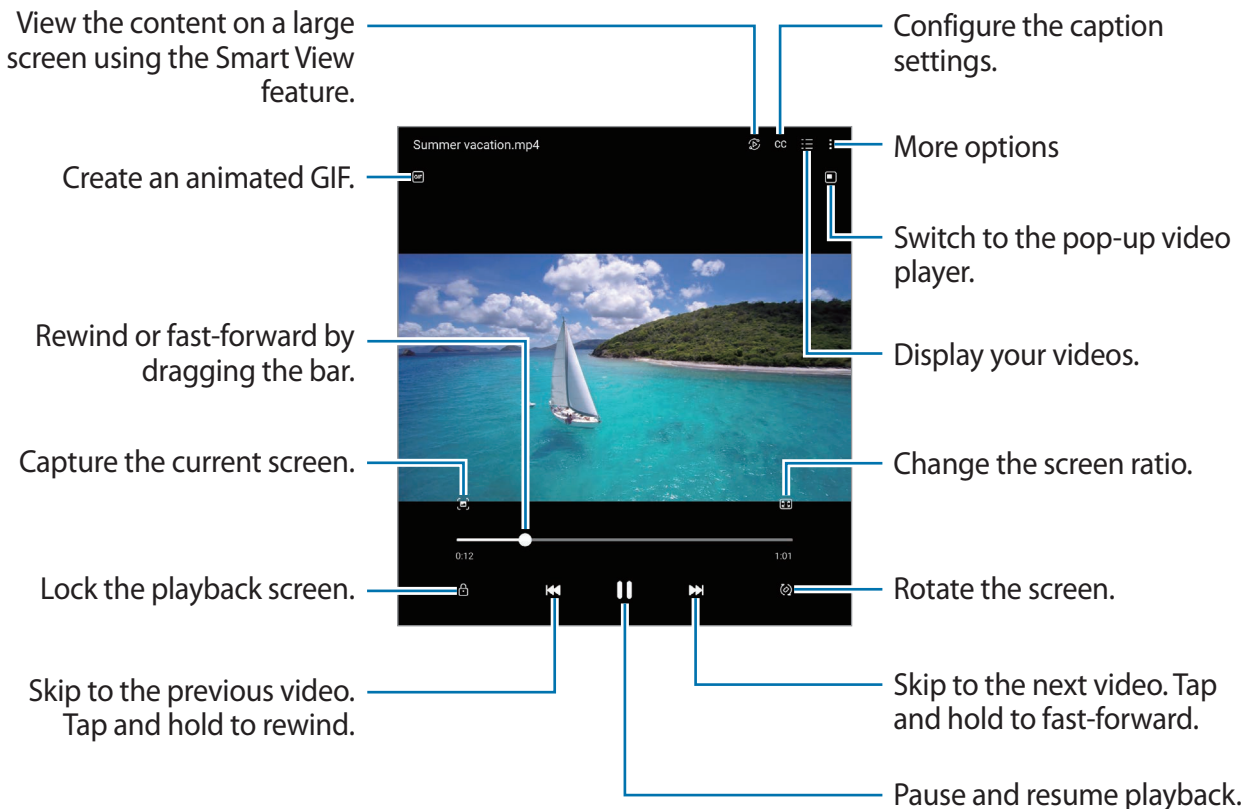 View the content on a large
screen using the Smart View
feature.
Configure the caption
settings.
Summer vacation.mp4
CC
More options
Create an animated GIF.
GIF
Switch to the pop-up video
player.
Rewind or fast-forward by
dragging the bar.
Display your videos.
Capture the current screen.
Change the screen ratio.
0:12
1:01
Lock the playback screen.
Rotate the screen.
Skip to the previous video.
Tap and hold to rewind.
Skip to the next video. Tap
and hold to fast-forward.
Pause and resume playback.